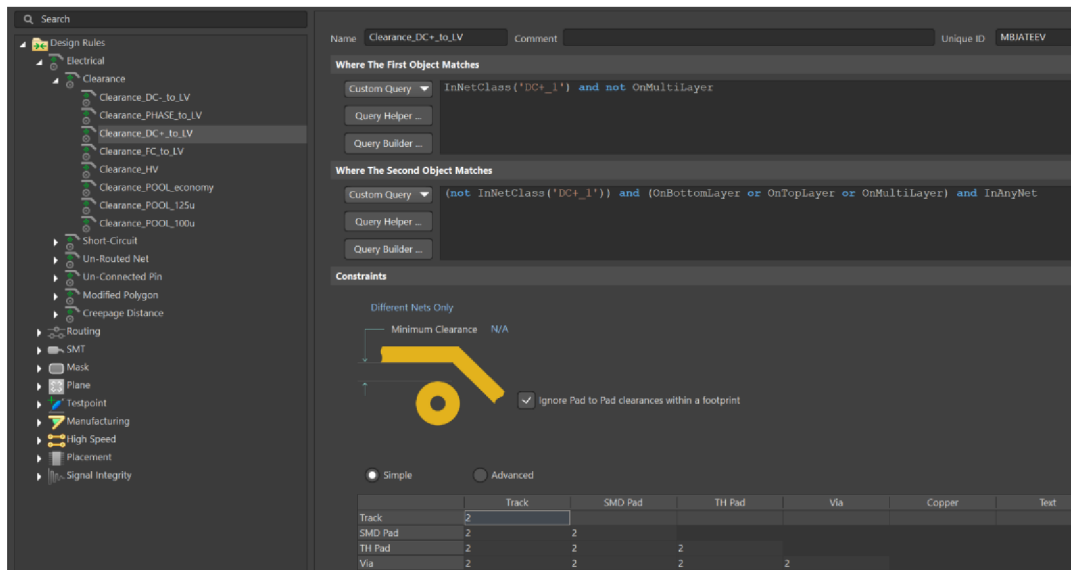 Search
Design Rules
Electrical
Clearance
Clearance_DC-_to_LV
Clearance_PHASE_to_LV
Clearance_DC+_to_LV
Clearance_FC_to_LV
Clearance_HV
Clearance_POOL_economy
Clearance_POOL_125u
Clearance_POOL_100u
Short-Circuit
Un-Routed Net
Un-Connected Pin
Modified Polygon
Creepage Distance
Routing
SMT
Mask
Plane
Testpoint
Manufacturing
High Speed
Placement
Signal Integrity
Name Clearance_DC+_to_LV Comment Unique ID MBJATEEV
Where The First Object Matches
Custom Query InNetClass('DC+_1') and not OnMultiLayer
Query Helper ...
Query Builder ...
Where The Second Object Matches
Custom Query (not InNetClass('DC+_1')) and (OnBottomLayer or OnTopLayer or OnMultiLayer) and InAnyNet
Query Helper ...
Query Builder ...
Constraints
Different Nets Only
Minimum Clearance N/A
Ignore Pad to Pad clearances within a footprint
Simple Advanced
Track SMD Pad TH Pad Via Copper Text
Track 2
SMD Pad 2 2
TH Pad 2 2 2
Via 2 2 2 2